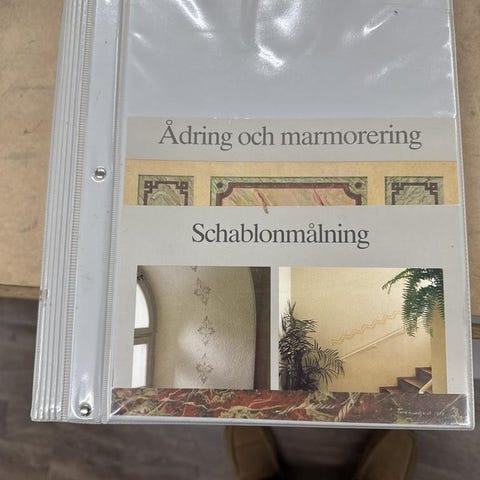 Ådring och marmorering
Schablonmålning